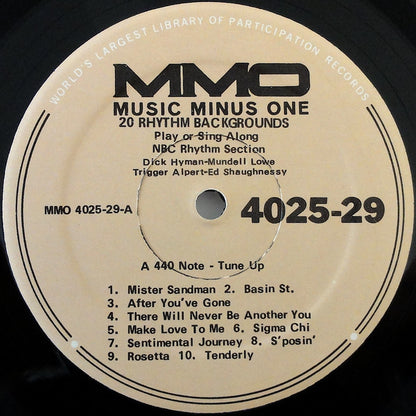 WORLD'S LARGEST LIBRARY OF PARTICIPATION RECORDS
MMO
MUSIC MINUS ONE
20 RHYTHM BACKGROUNDS
Play or Sing Along
NBC Rhythm Section
Dick Hyman-Mundell Lowe
Trigger Alpert-Ed Shaughnessy
MMO 4025-29-A
4025-29
A 440 Note - Tune Up
1. Mister Sandman 2. Basin St.
3. After You've Gone
4. There Will Never Be Another You
5. Make Love To Me 6. Sigma Chi
7. Sentimental Journey 8. S'posin'
9. Rosetta 10. Tenderly